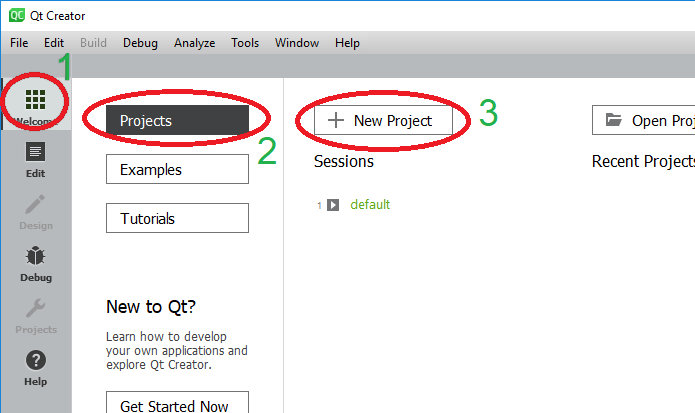 QC Qt Creator
File Edit Build Debug Analyze Tools Window Help
1
Welcome
Projects
2
+ New Project
3
Open Proj
Edit
Examples
Sessions
Recent Projects
Design
Tutorials
1 default
Debug
Projects
New to Qt?
Learn how to develop
your own applications and
explore Qt Creator.
Help
Get Started Now